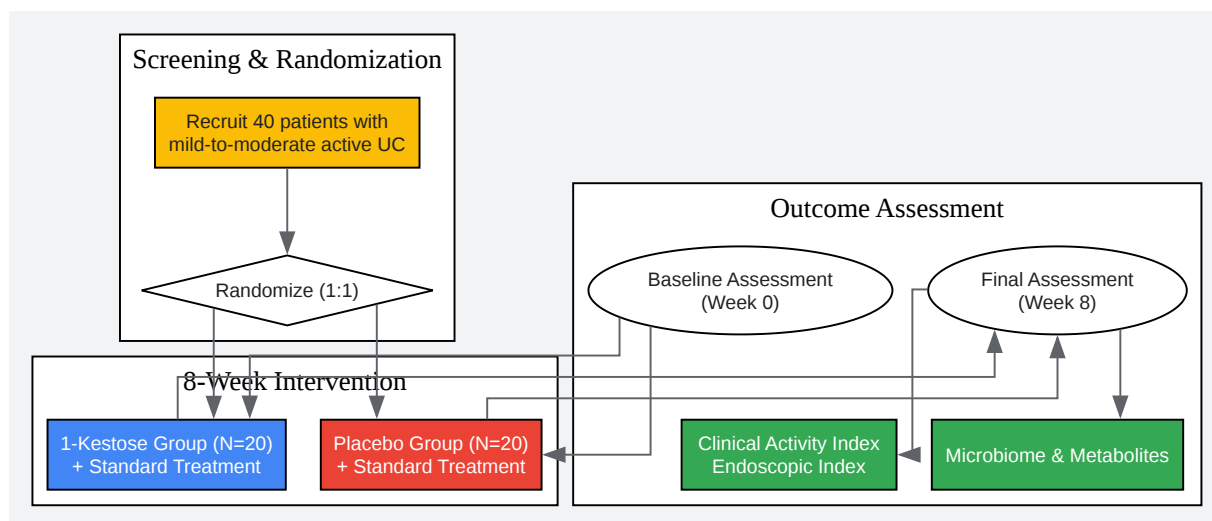 Screening & Randomization
Recruit 40 patients with
mild-to-moderate active UC
Randomize (1:1)
8-Week Intervention
1-Kestose Group (N=20)
+ Standard Treatment
Placebo Group (N=20)
+ Standard Treatment
Outcome Assessment
Baseline Assessment
(Week 0)
Final Assessment
(Week 8)
Clinical Activity Index
Endoscopic Index
Microbiome & Metabolites